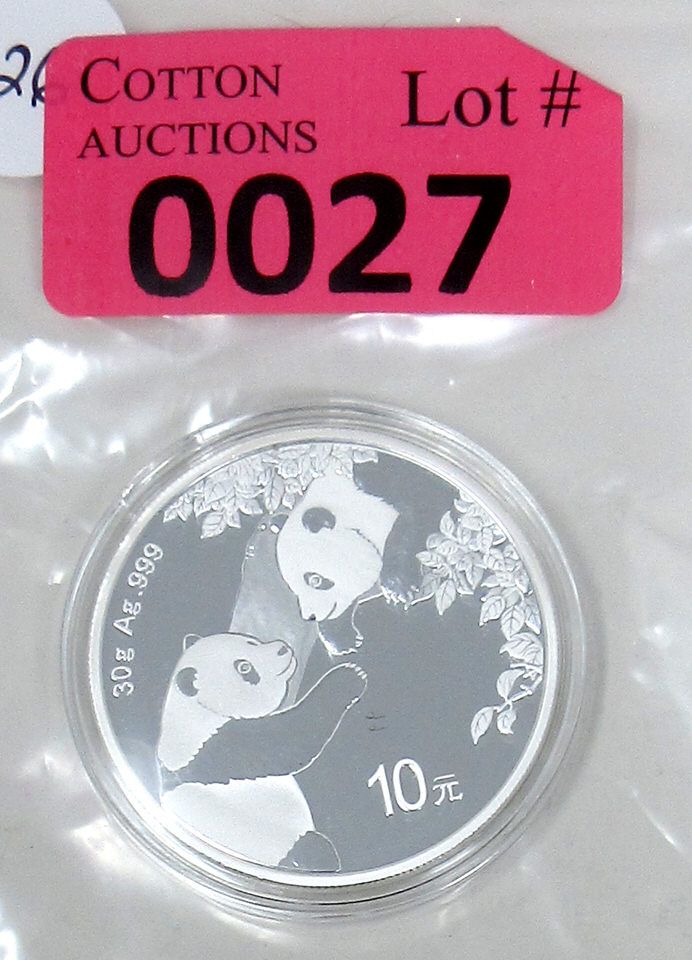 COTTON
AUCTIONS
Lot #
0027
30g Ag.999
10元